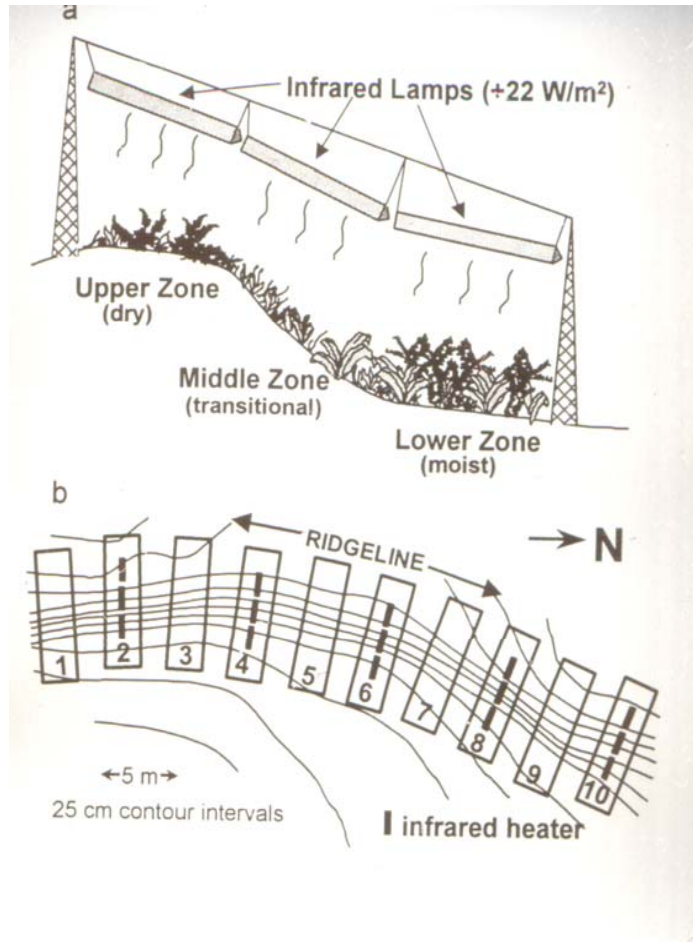 a
Infrared Lamps (+22 W/m²)
Upper Zone
(dry)
Middle Zone
(transitional)
Lower Zone
(moist)
b
RIDGELINE
N
1
2
3
4
5
6
7
8
9
10
5 m
25 cm contour intervals
infrared heater